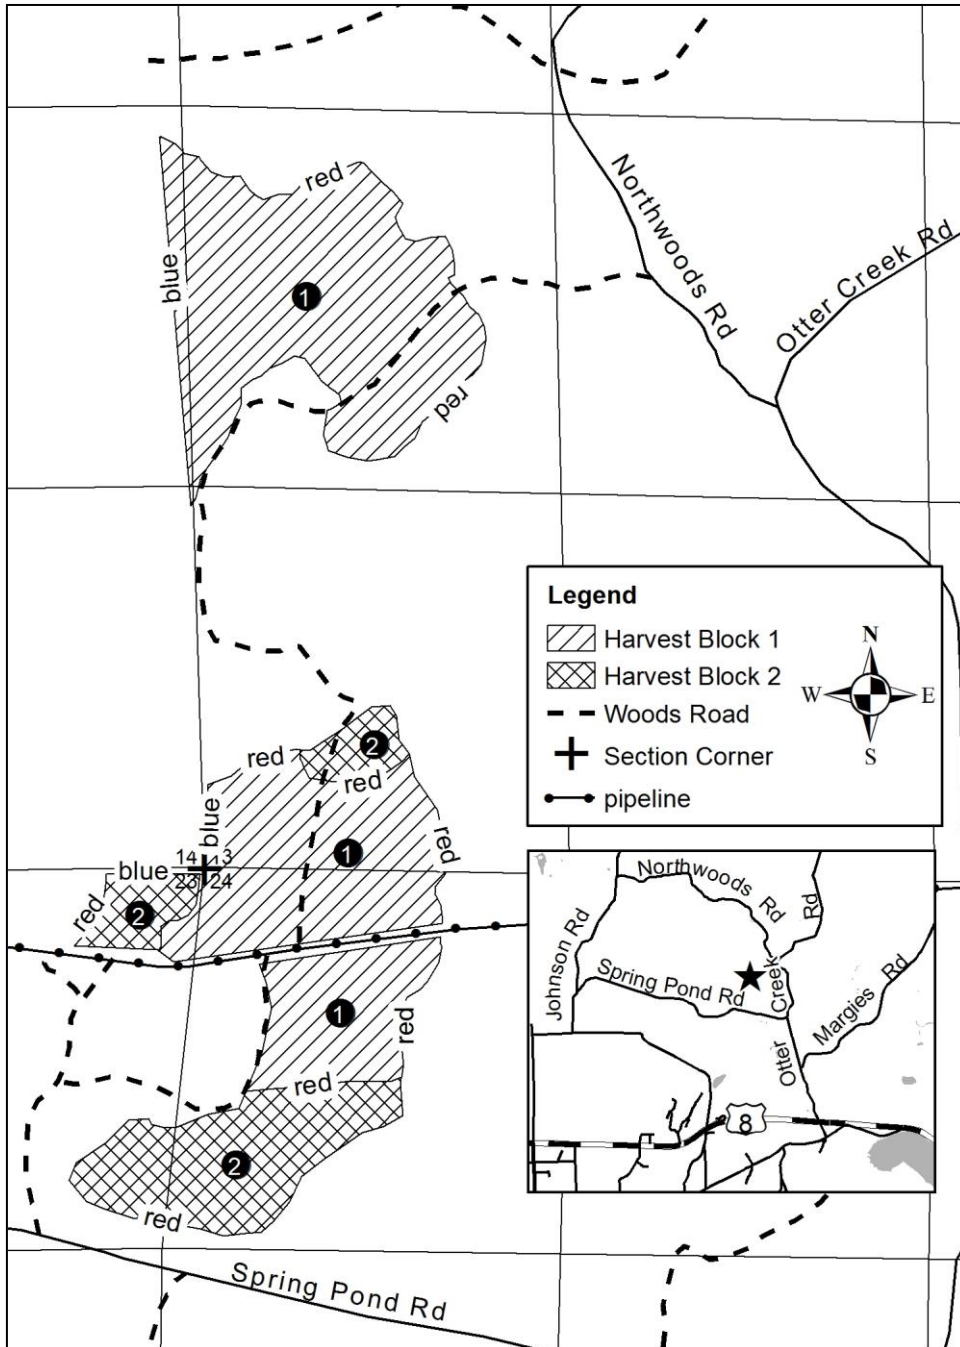 red
Northwoods Rd
blue
1
Otter Creek Rd
red
Legend
Harvest Block 1
Harvest Block 2
Woods Road
Section Corner
pipeline
N
W
E
S
2
red
red
blue
red
1
14
3
blue
23
24
red
2
1
red
red
2
red
Spring Pond Rd
Northwoods Rd
Rd
Johnson Rd
Spring Pond Rd
Creek
Margies Rd
Otter
8